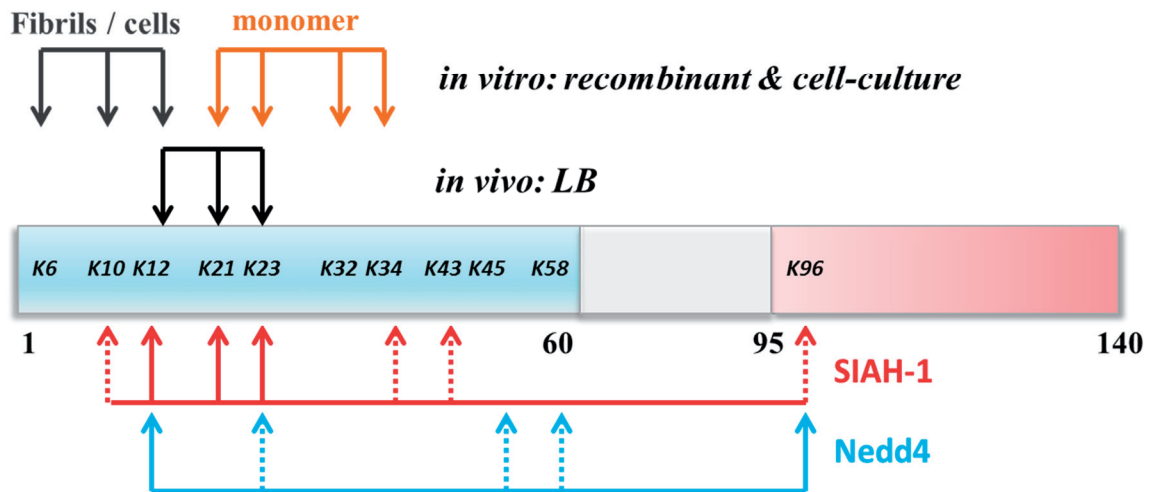 Fibrils / cells monomer
in vitro: recombinant & cell-culture
in vivo: LB
K6 K10 K12 K21 K23 K32 K34 K43 K45 K58 K96
1 60 95 140
SIAH-1
Nedd4